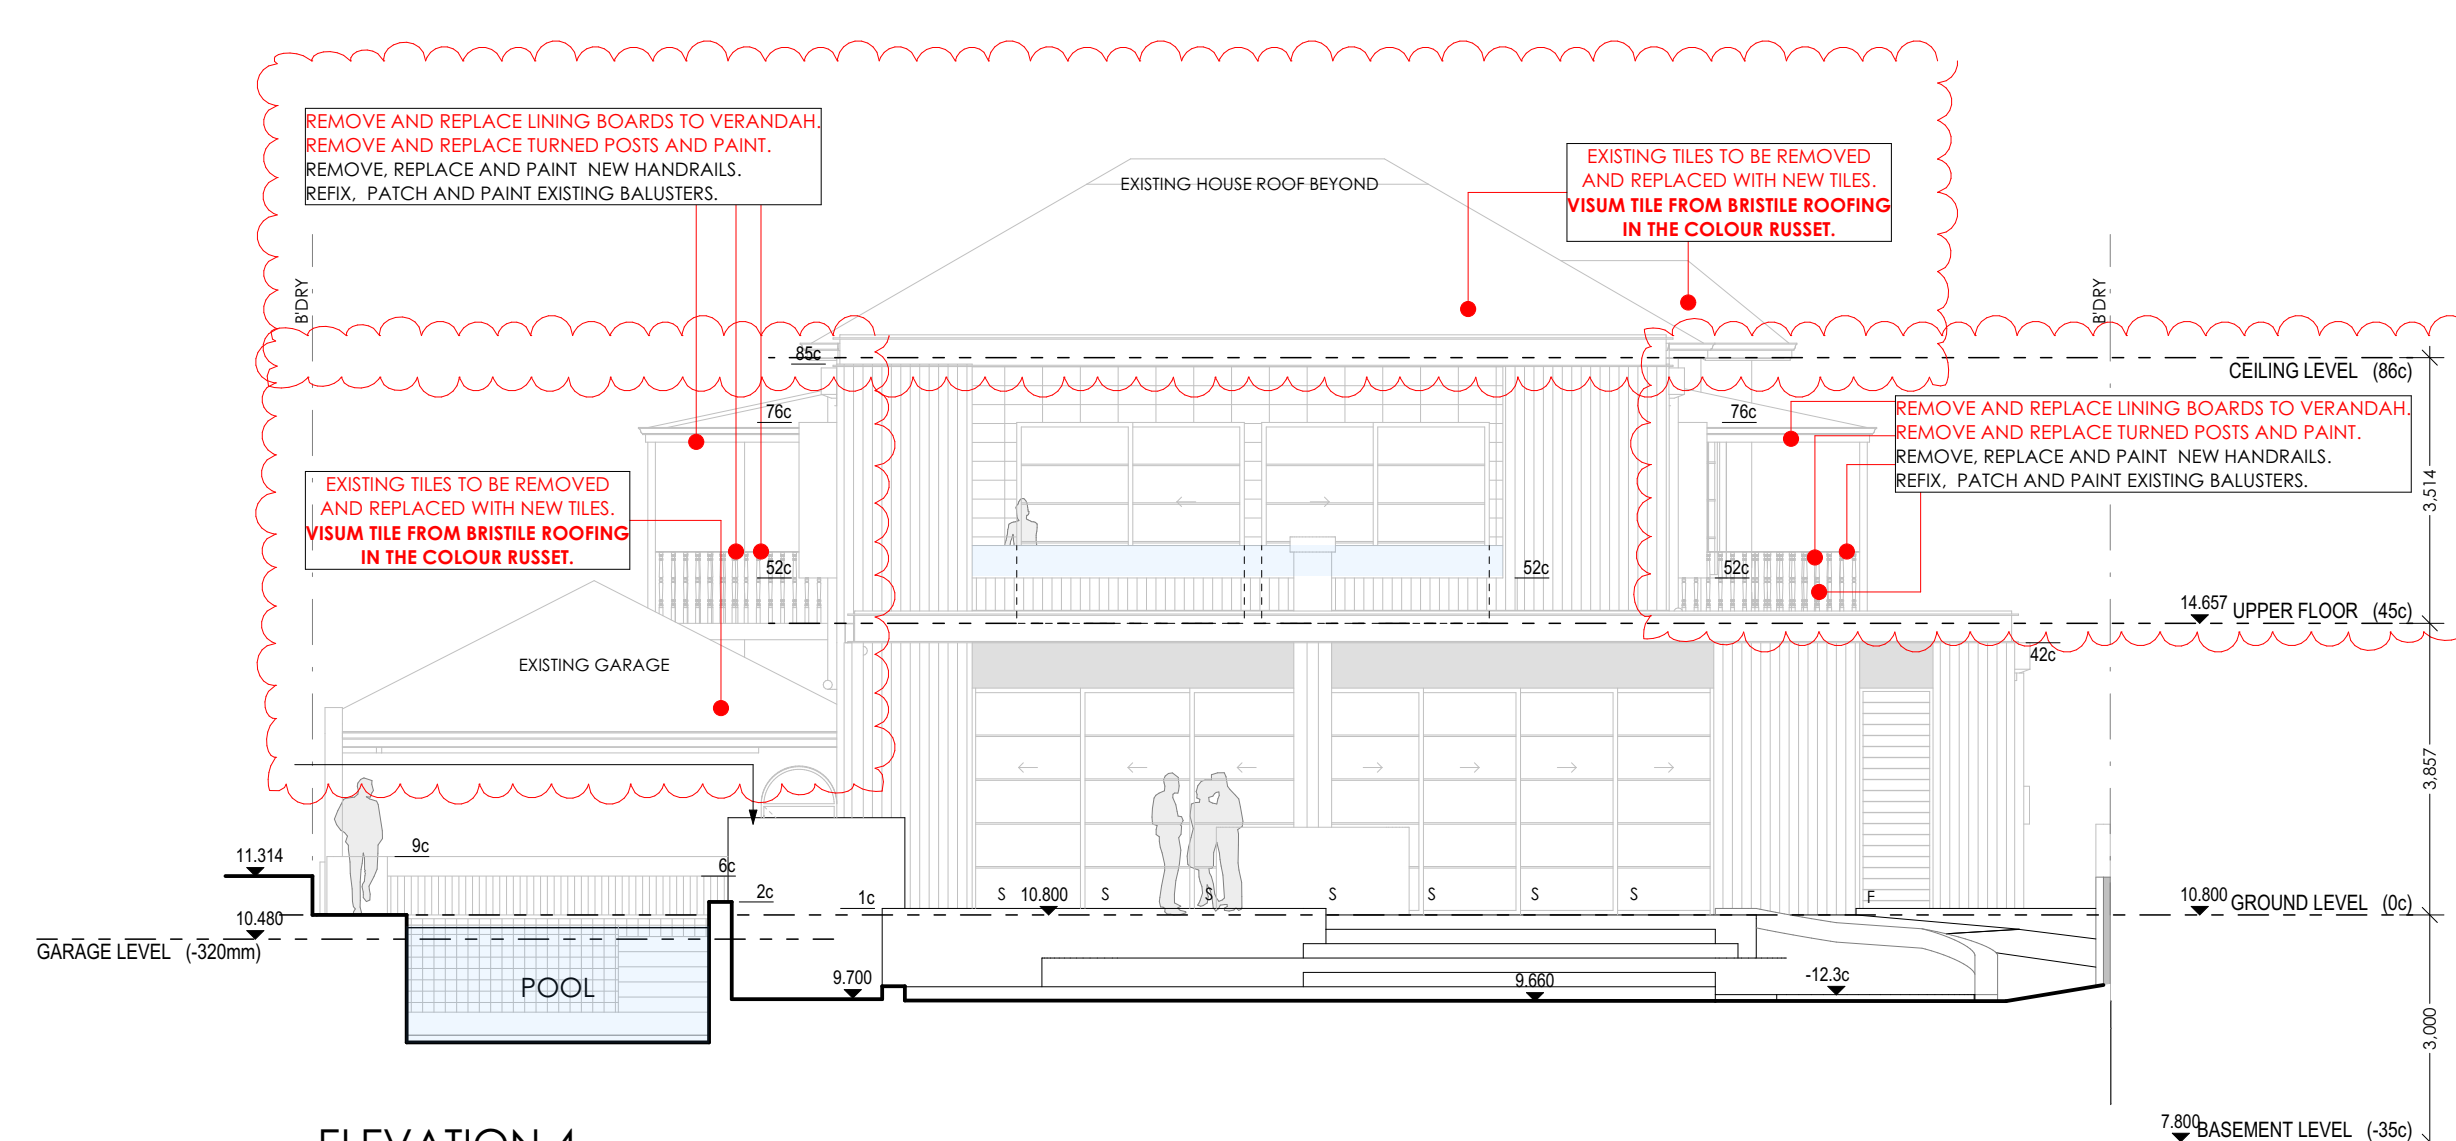 REMOVE AND REPLACE LINING BOARDS TO VERANDAH.
REMOVE AND REPLACE TURNED POSTS AND PAINT.
REMOVE, REPLACE AND PAINT NEW HANDRAILS.
REFIX, PATCH AND PAINT EXISTING BALUSTERS.
EXISTING TILES TO BE REMOVED
AND REPLACED WITH NEW TILES.
VISUM TILE FROM BRISTILE ROOFING
IN THE COLOUR RUSSET.
EXISTING HOUSE ROOF BEYOND
B'DRY
B'DRY
85c
CEILING LEVEL (86c)
76c
76c
REMOVE AND REPLACE LINING BOARDS TO VERANDAH.
REMOVE AND REPLACE TURNED POSTS AND PAINT.
REMOVE, REPLACE AND PAINT NEW HANDRAILS.
REFIX, PATCH AND PAINT EXISTING BALUSTERS.
EXISTING TILES TO BE REMOVED
AND REPLACED WITH NEW TILES.
VISUM TILE FROM BRISTILE ROOFING
IN THE COLOUR RUSSET.
3,514
52c
52c
52c
14.657 UPPER FLOOR (45c)
EXISTING GARAGE
42c
3,857
11.314
9c
6c
2c
1c
S
10.800
S
S
S
S
S
S
F
10.800 GROUND LEVEL (0c)
10.480
GARAGE LEVEL (-320mm)
POOL
9.700
9.660
-12.3c
3,000
ELEVATION 4
7.800 BASEMENT LEVEL (-35c)